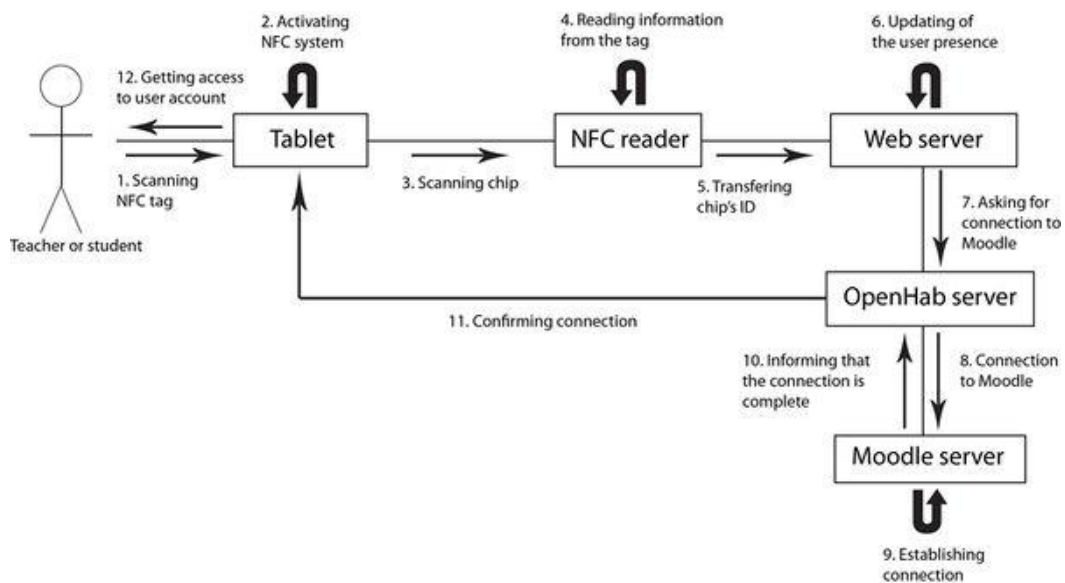 2. Activating
NFC system
4. Reading information
from the tag
6. Updating of
the user presence
12. Getting access
to user account
Tablet
NFC reader
Web server
1. Scanning
NFC tag
3. Scanning chip
5. Transfering
chip's ID
7. Asking for
connection to
Moodle
Teacher or student
OpenHab server
11. Confirming connection
10. Informing that
the connection is
complete
8. Connection
to Moodle
Moodle server
9. Establishing
connection